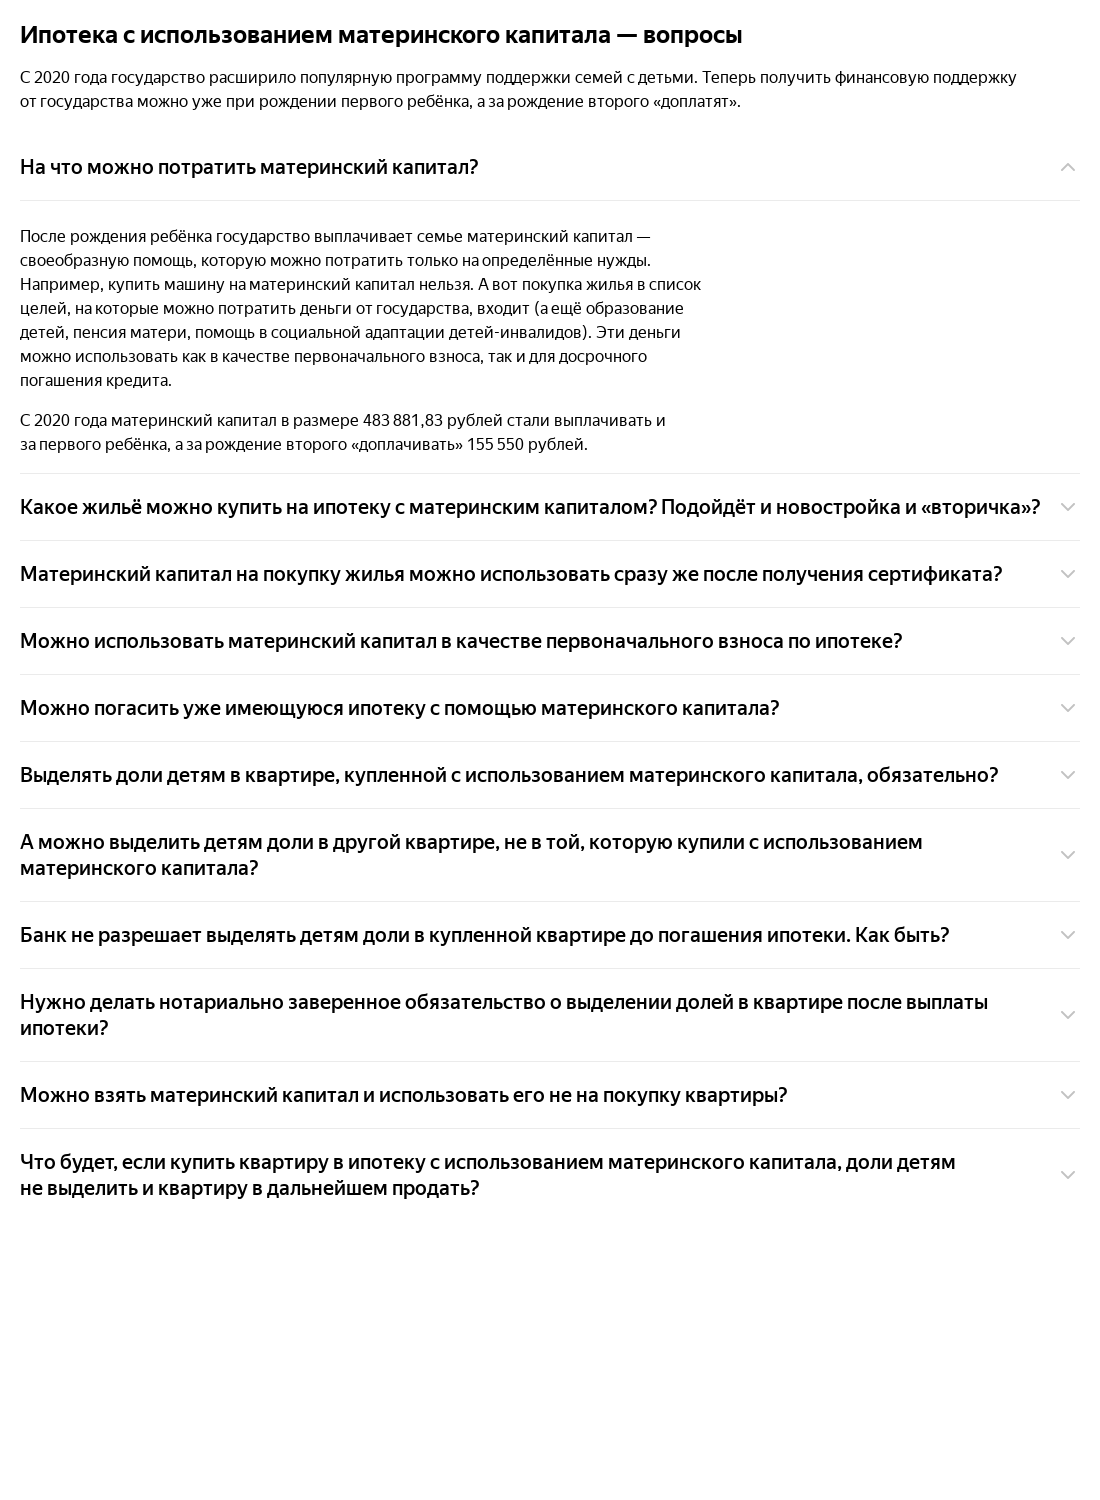 Ипотека с использованием материнского капитала — вопросы
С 2020 года государство расширило популярную программу поддержки семей с детьми. Теперь получить финансовую поддержку
от государства можно уже при рождении первого ребёнка, а за рождение второго «доплатят».
На что можно потратить материнский капитал?
После рождения ребёнка государство выплачивает семье материнский капитал —
своеобразную помощь, которую можно потратить только на определённые нужды.
Например, купить машину на материнский капитал нельзя. А вот покупка жилья в список
целей, на которые можно потратить деньги от государства, входит (а ещё образование
детей, пенсия матери, помощь в социальной адаптации детей-инвалидов). Эти деньги
можно использовать как в качестве первоначального взноса, так и для досрочного
погашения кредита.
С 2020 года материнский капитал в размере 483 881,83 рублей стали выплачивать и
за первого ребёнка, а за рождение второго «доплачивать» 155 550 рублей.
Какое жильё можно купить на ипотеку с материнским капиталом? Подойдёт и новостройка и «вторичка»?
Материнский капитал на покупку жилья можно использовать сразу же после получения сертификата?
Можно использовать материнский капитал в качестве первоначального взноса по ипотеке?
Можно погасить уже имеющуюся ипотеку с помощью материнского капитала?
Выделять доли детям в квартире, купленной с использованием материнского капитала, обязательно?
А можно выделить детям доли в другой квартире, не в той, которую купили с использованием
материнского капитала?
Банк не разрешает выделять детям доли в купленной квартире до погашения ипотеки. Как быть?
Нужно делать нотариально заверенное обязательство о выделении долей в квартире после выплаты
ипотеки?
Можно взять материнский капитал и использовать его не на покупку квартиры?
Что будет, если купить квартиру в ипотеку с использованием материнского капитала, доли детям
не выделить и квартиру в дальнейшем продать?